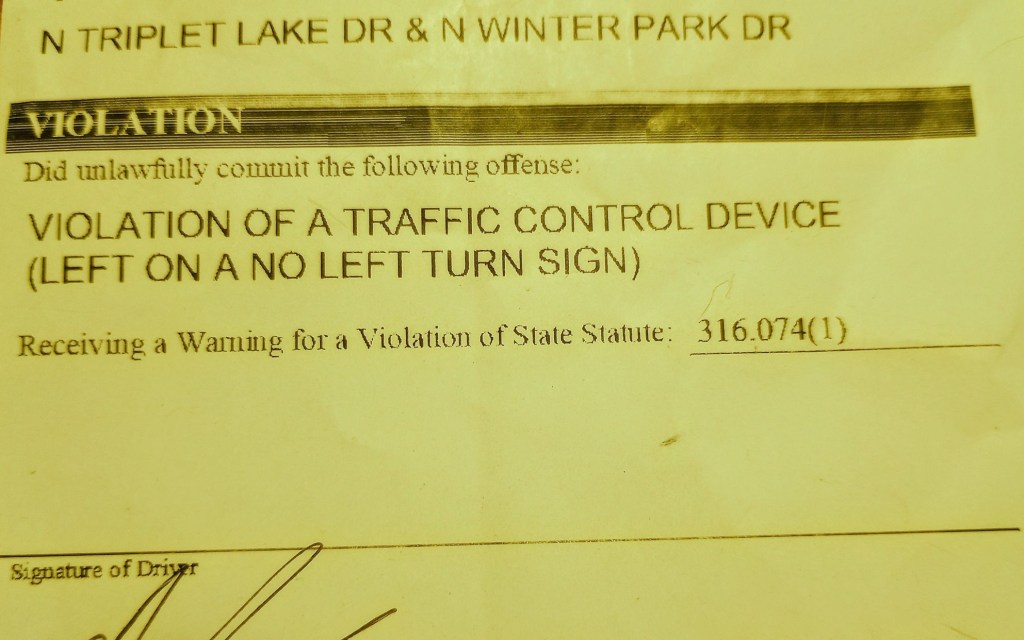 N TRIPLET LAKE DR & N WINTER PARK DR
VIOLATION
Did unlawfully commit the following offense:
VIOLATION OF A TRAFFIC CONTROL DEVICE
(LEFT ON A NO LEFT TURN SIGN)
Receiving a Warning for a Violation of State Statute: 316.074(1)
Signature of Driver